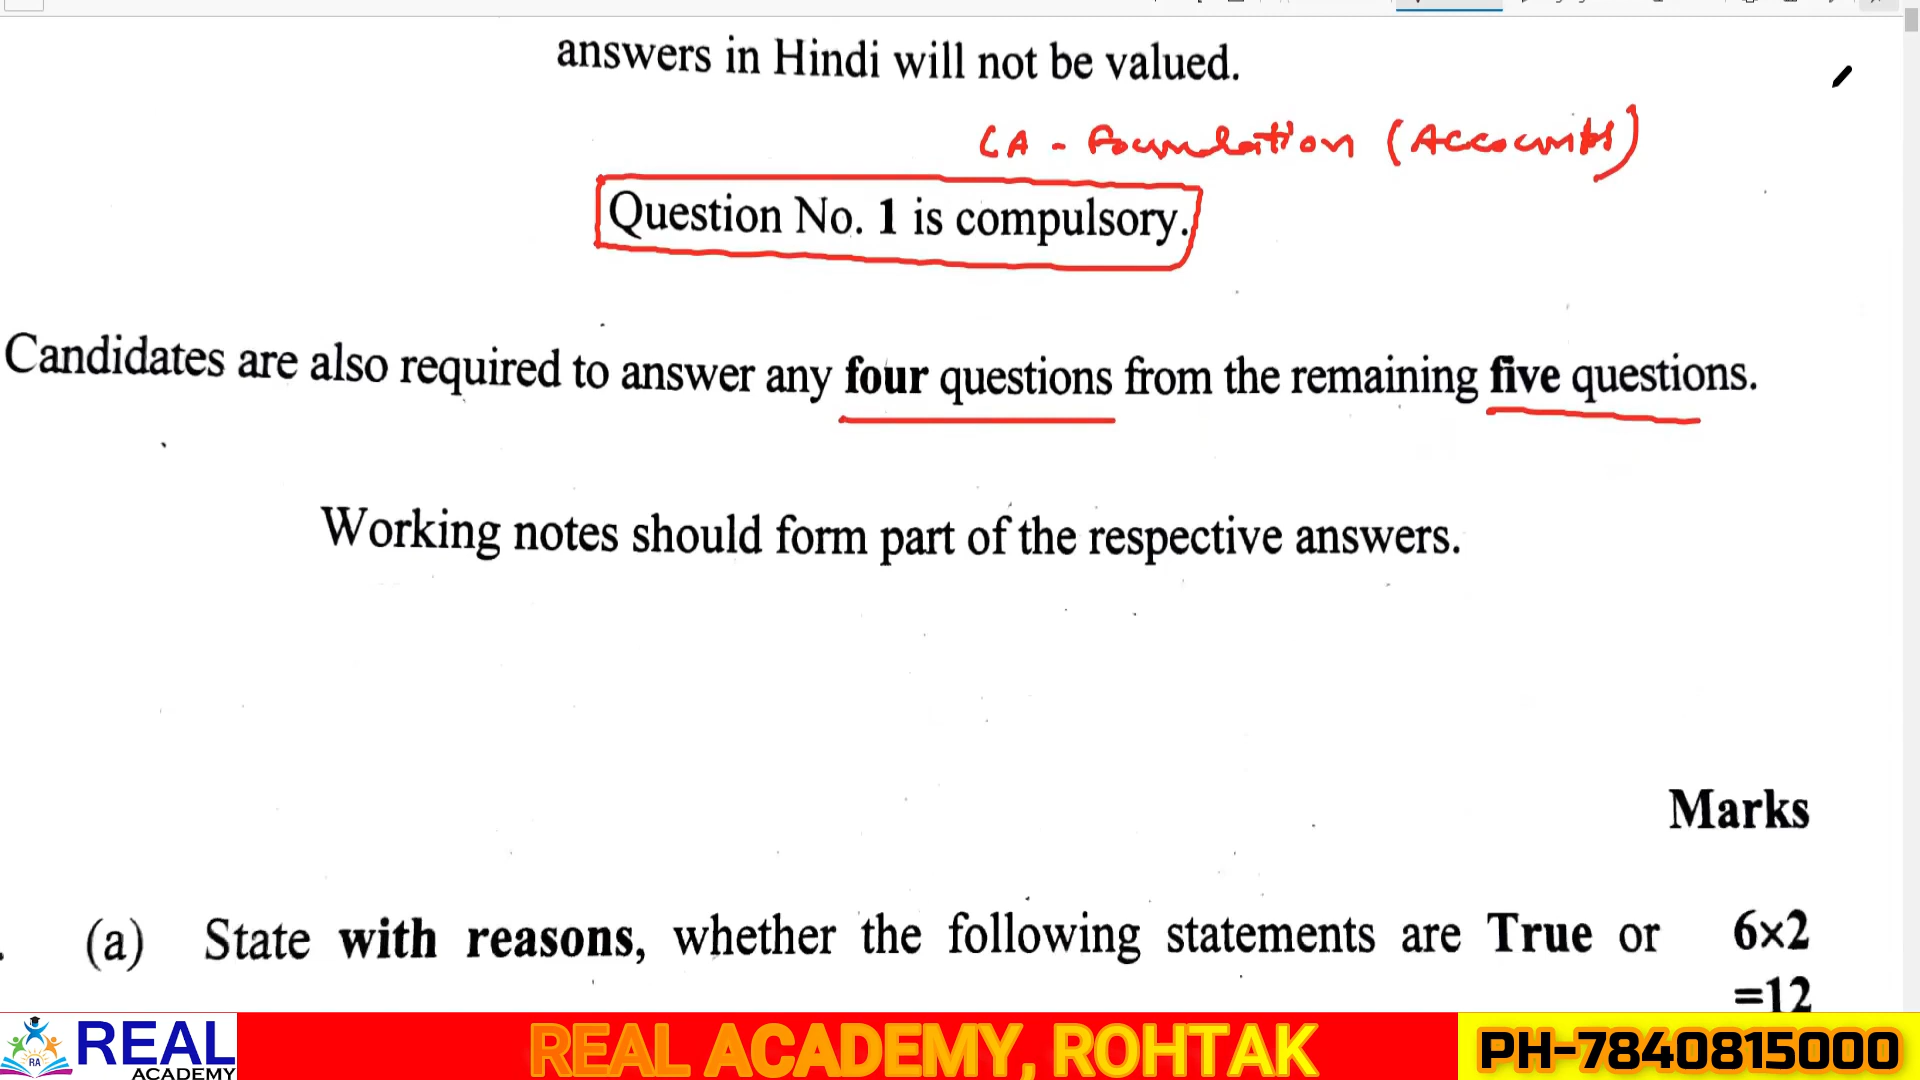 answers in Hindi will not be valued.
CA - Foundation (Accounts)
Question No. 1 is compulsory.
Candidates are also required to answer any four questions from the remaining five questions.
Working notes should form part of the respective answers.
Marks
(a) State with reasons, whether the following statements are True or 6×2
=12
RA
REAL
ACADEMY
REAL ACADEMY, ROHTAK
PH-7840815000